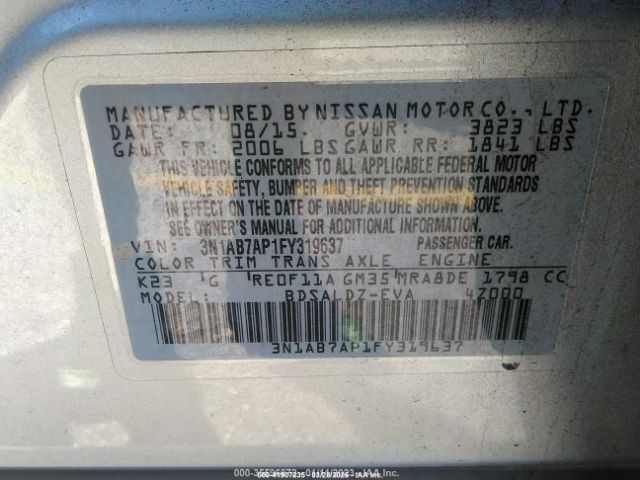 MANUFACTURED BY NISSAN MOTOR CO., LTD.
DATE: 08/15. GVWR: 3823 LBS
GAWR FR: 2006 LBS GAWR RR: 1841 LBS
THIS VEHICLE CONFORMS TO ALL APPLICABLE FEDERAL MOTOR
VEHICLE SAFETY, BUMPER AND THEFT PREVENTION STANDARDS
IN EFFECT ON THE DATE OF MANUFACTURE SHOWN ABOVE.
SEE OWNER'S MANUAL FOR ADDITIONAL INFORMATION.
VIN: 3N1AB7AP1FY319637 PASSENGER CAR.
COLOR TRIM TRANS AXLE ENGINE
K23 G RE0F11A GM35 MRA8DE 1798 CC
MODEL: BDSALDZ-EVA 4Z000
3N1AB7AP1FY319637